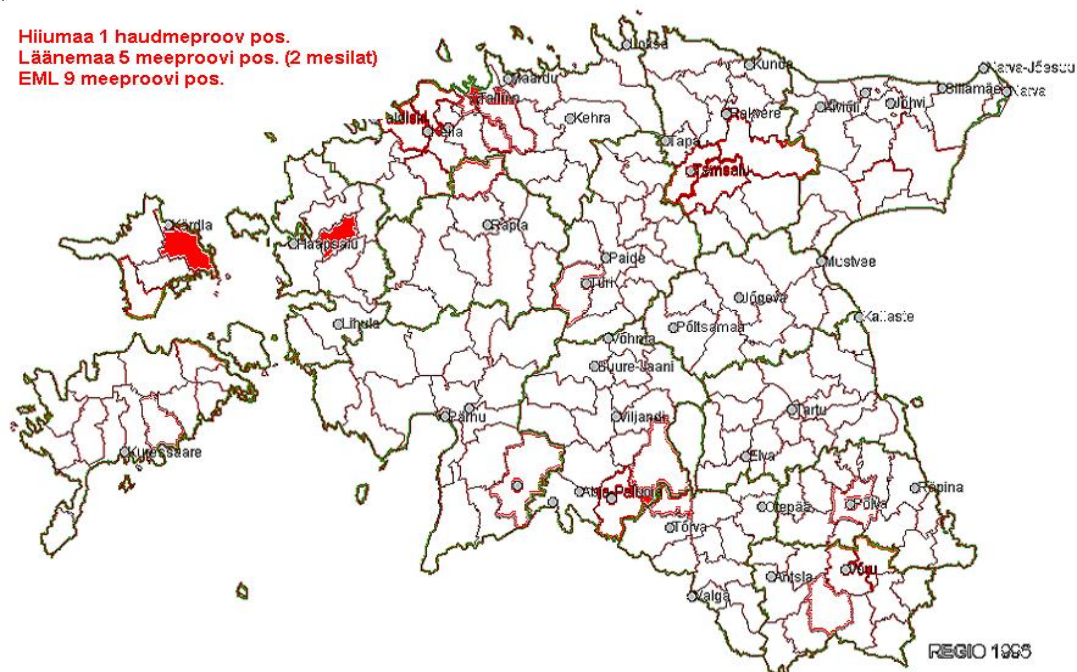 Hiiumaa 1 haudmeproov pos.
Läänemaa 5 meeproovi pos. (2 mesilat)
EML 9 meeproovi pos.
Loksa
Kunda
Narva-Jõesuu
Maardu
Tallinn
Sillamäe
Narva
Jõhvi
Rakvere
Kehra
Keila
Tapa
Tamsalu
Kärdla
Rapla
Haapsalu
Paide
Mustvee
Türi
Jõgeva
Kallaste
Lihula
Põltsamaa
Võhma
Suure-Jaani
Pärnu
Viljandi
Tartu
Kuressaare
Elva
Räpina
Abja-Paluoja
Otepää
Põlva
Tõrva
Võru
Antsla
Valga
REGIO 1995